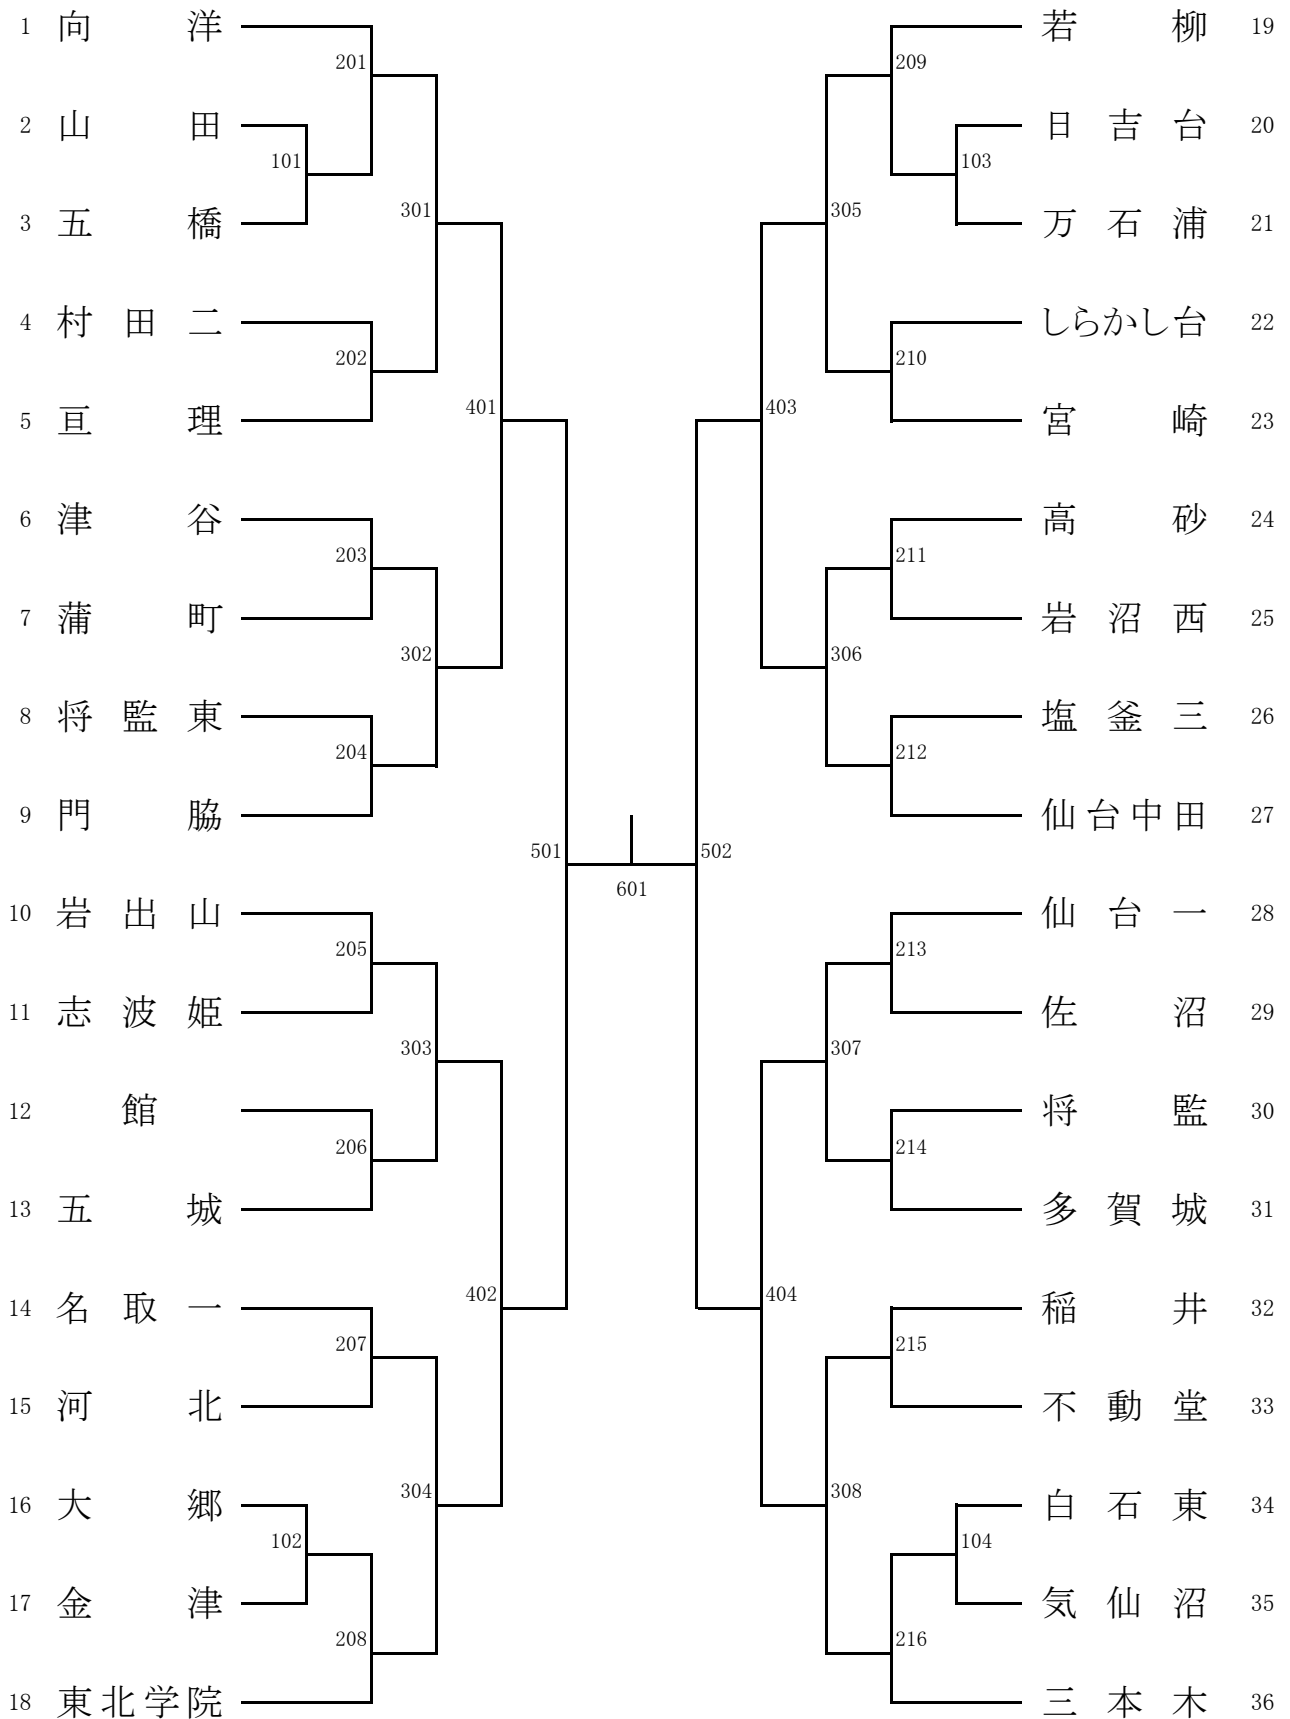 1 向洋
201
2 山田
101
3 五橋
301
4 村田二
202
5 亘理
401
6 津谷
203
7 蒲町
302
8 将監東
204
9 門脇
501
10 岩出山
205
11 志波姫
303
12 館
206
13 五城
402
14 名取一
207
15 河北
304
16 大郷
102
17 金津
208
18 東北学院
601
若柳 19
209
日吉台 20
103
万石浦 21
305
しらかし台 22
210
宮崎 23
403
高砂 24
211
岩沼西 25
306
塩釜三 26
212
仙台中田 27
502
仙台一 28
213
佐沼 29
307
将監 30
214
多賀城 31
404
稲井 32
215
不動堂 33
308
白石東 34
104
気仙沼 35
216
三本木 36